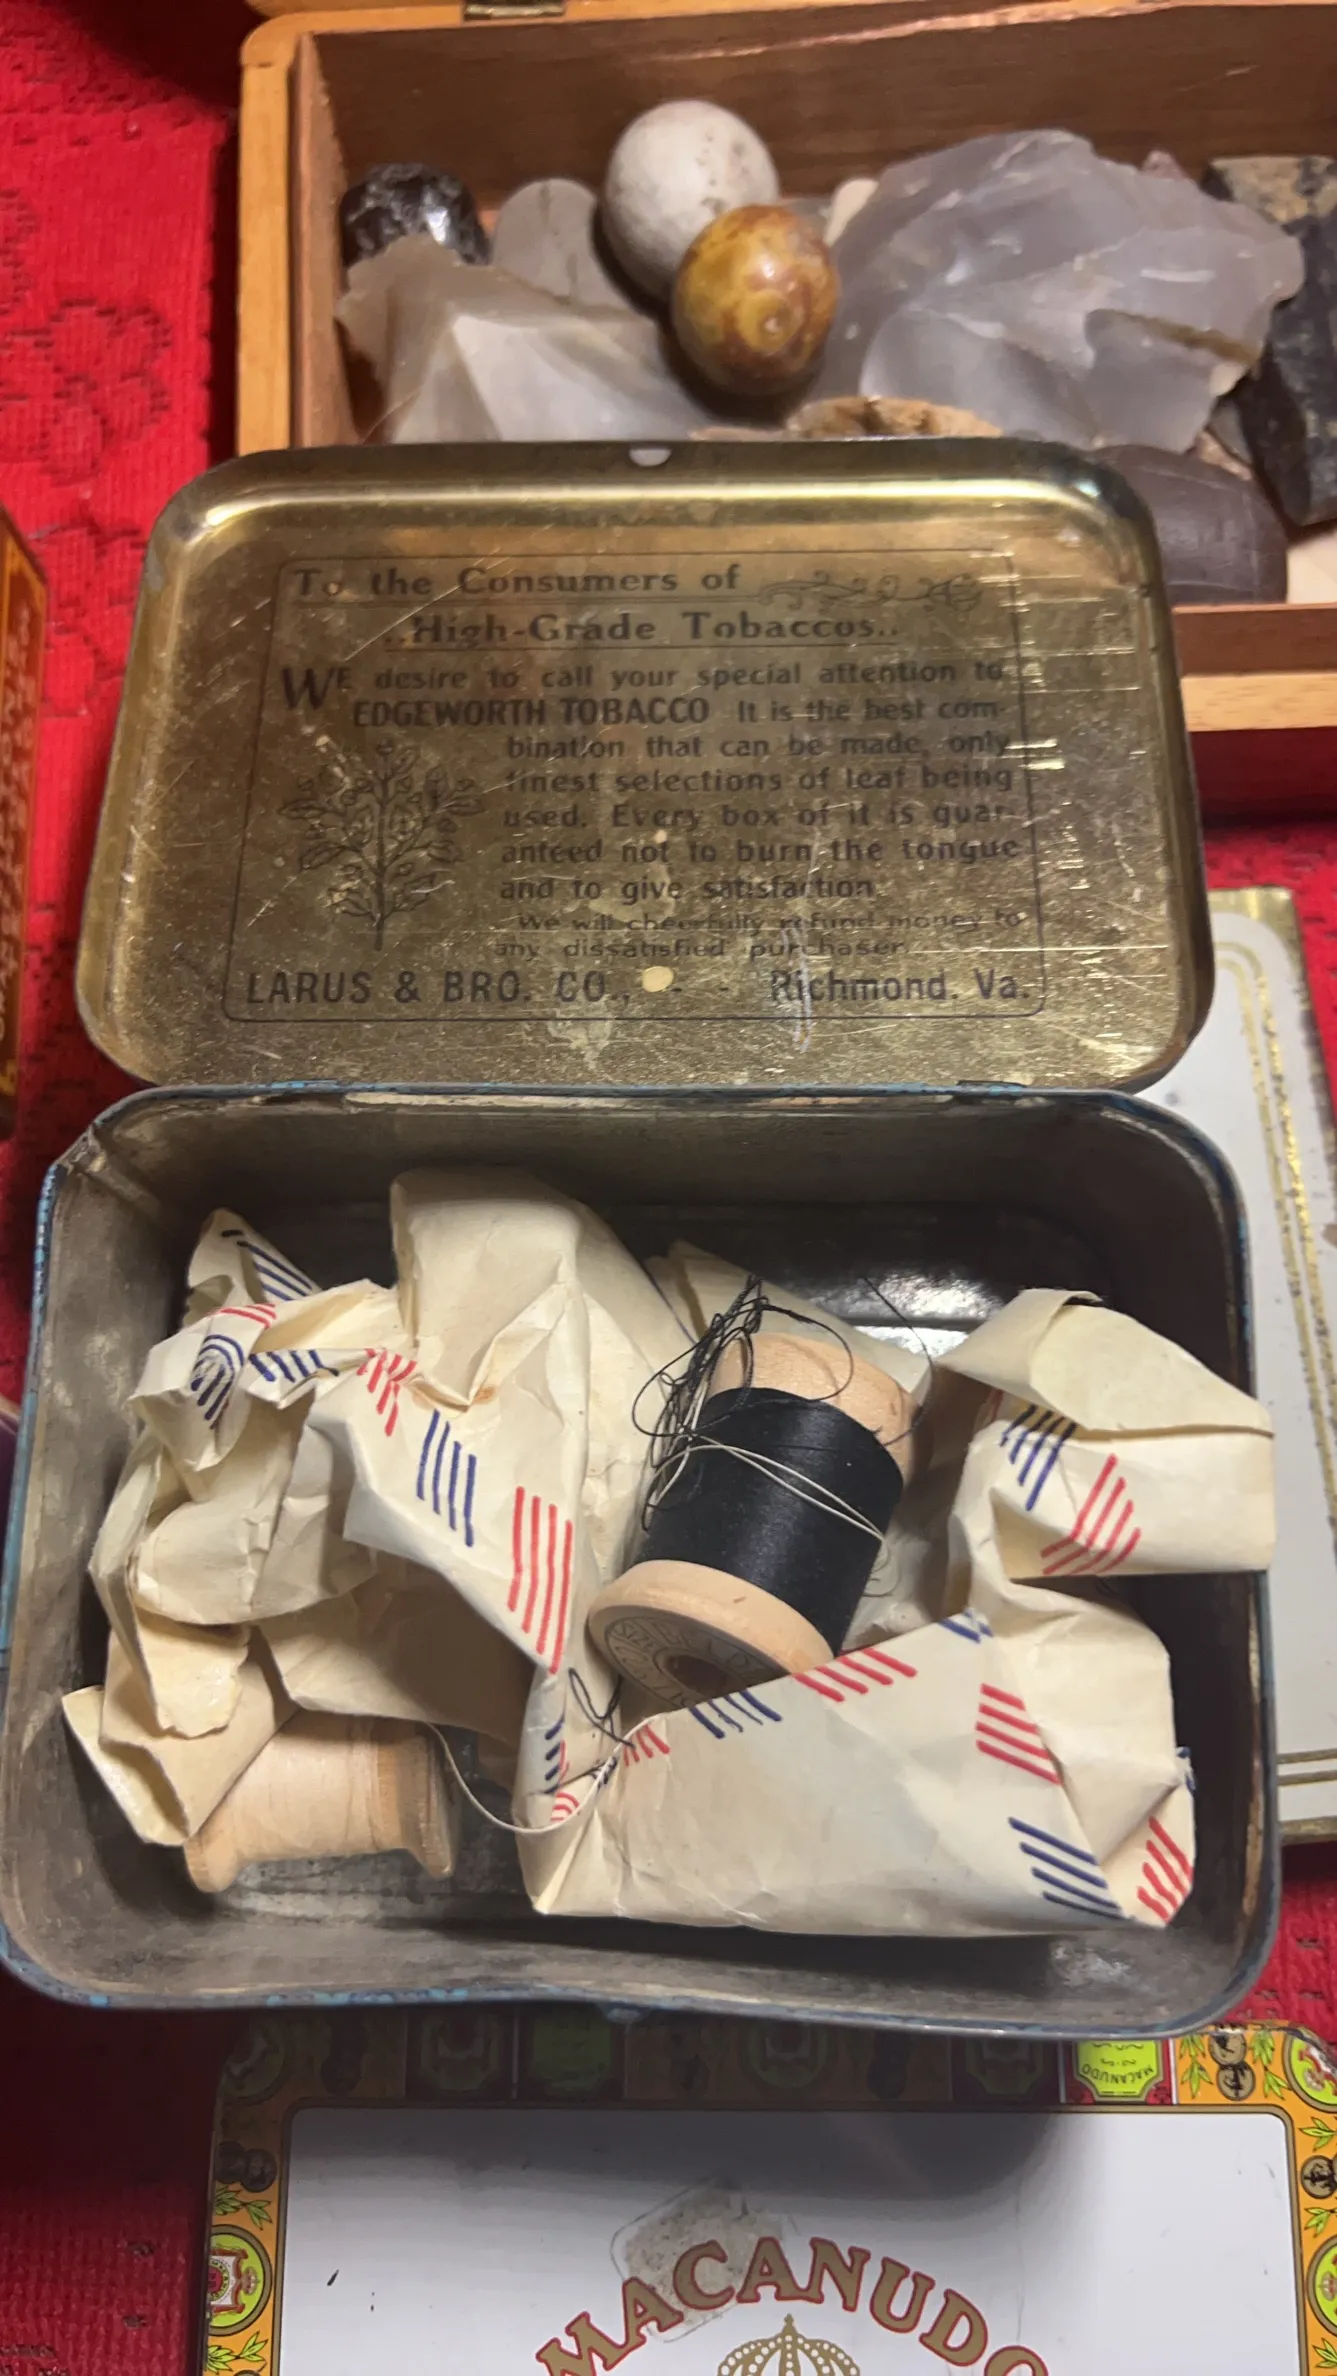 To the Consumers of
..High-Grade Tobaccos..
WE desire to call your special attention to
EDGEWORTH TOBACCO It is the best com-
bination that can be made, only
finest selections of leaf being
used. Every box of it is guar-
anteed not to burn the tongue
and to give satisfaction.
We will cheerfully refund money to
any dissatisfied purchaser.
LARUS & BRO. CO., - - Richmond, Va.
SIZE
MACANUDO
MACANUDO